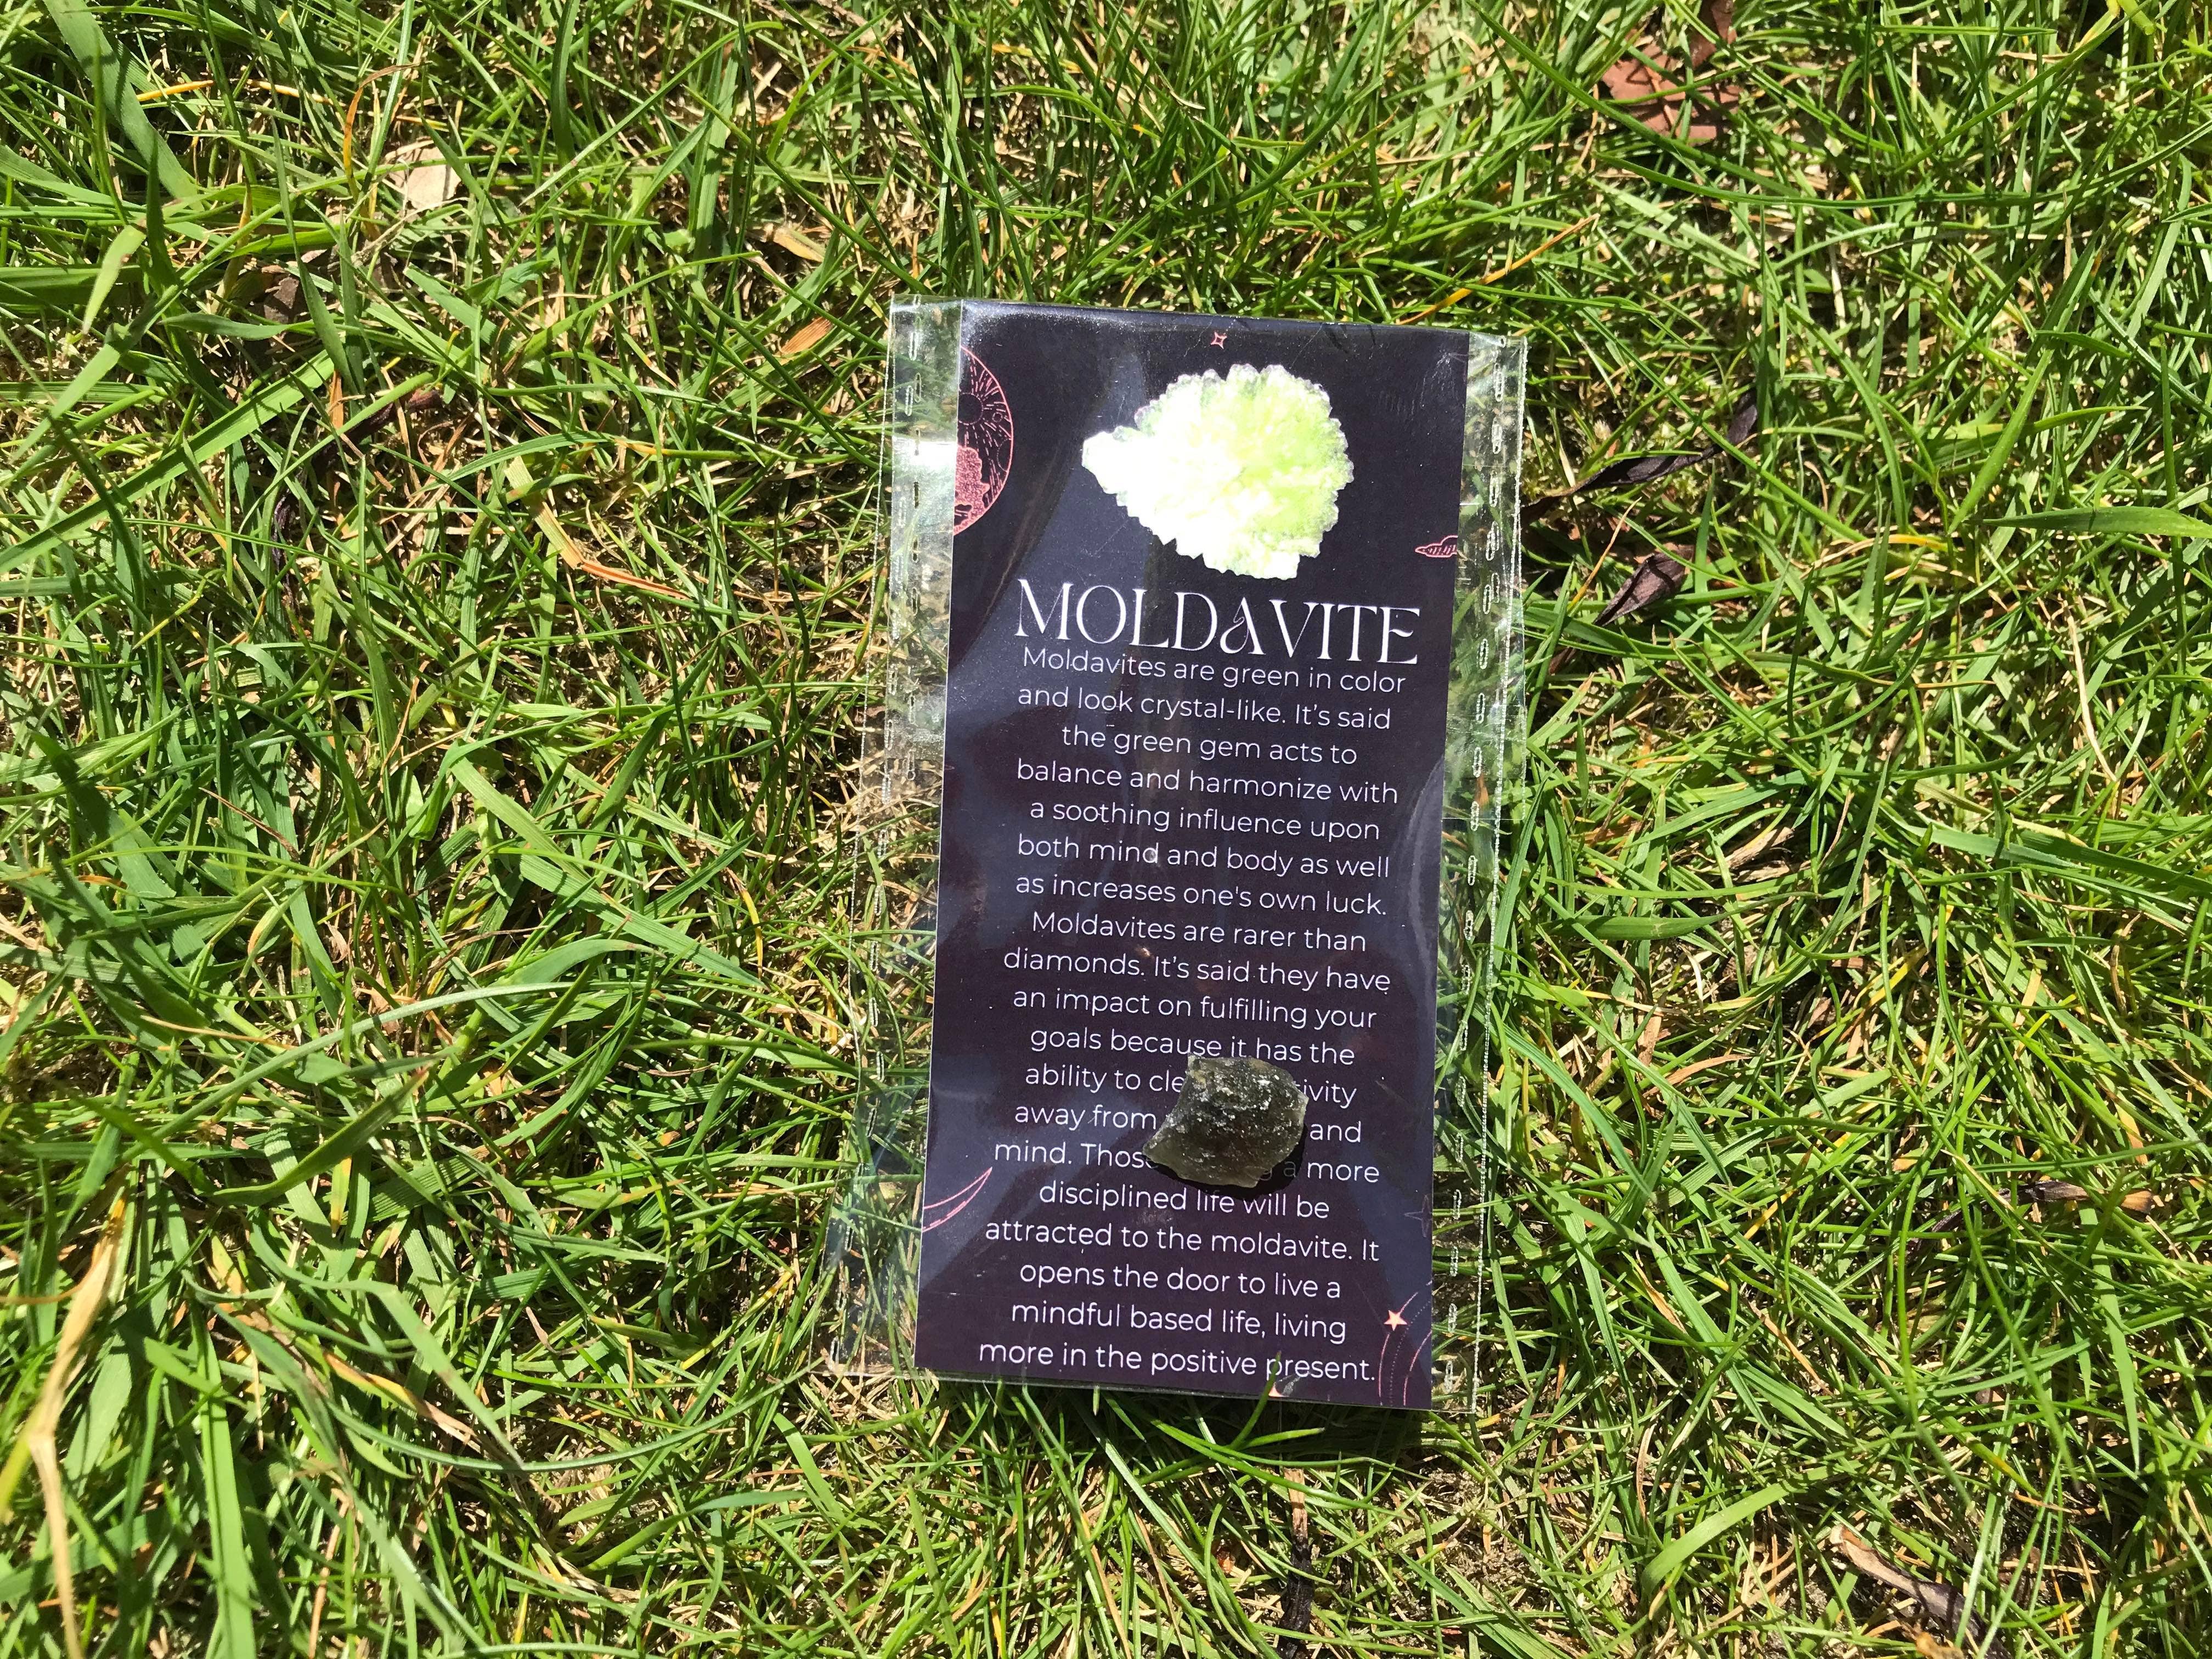 MOLDAVITE
Moldavites are green in color
and look crystal-like. It's said
the green gem acts to
balance and harmonize with
a soothing influence upon
both mind and body as well
as increases one's own luck.
Moldavites are rarer than
diamonds. It's said they have
an impact on fulfilling your
goals because it has the
ability to
away from and
mind. a more
disciplined life will be
attracted to the moldavite. It
opens the door to live a
mindful based life, living
more in the positive present.